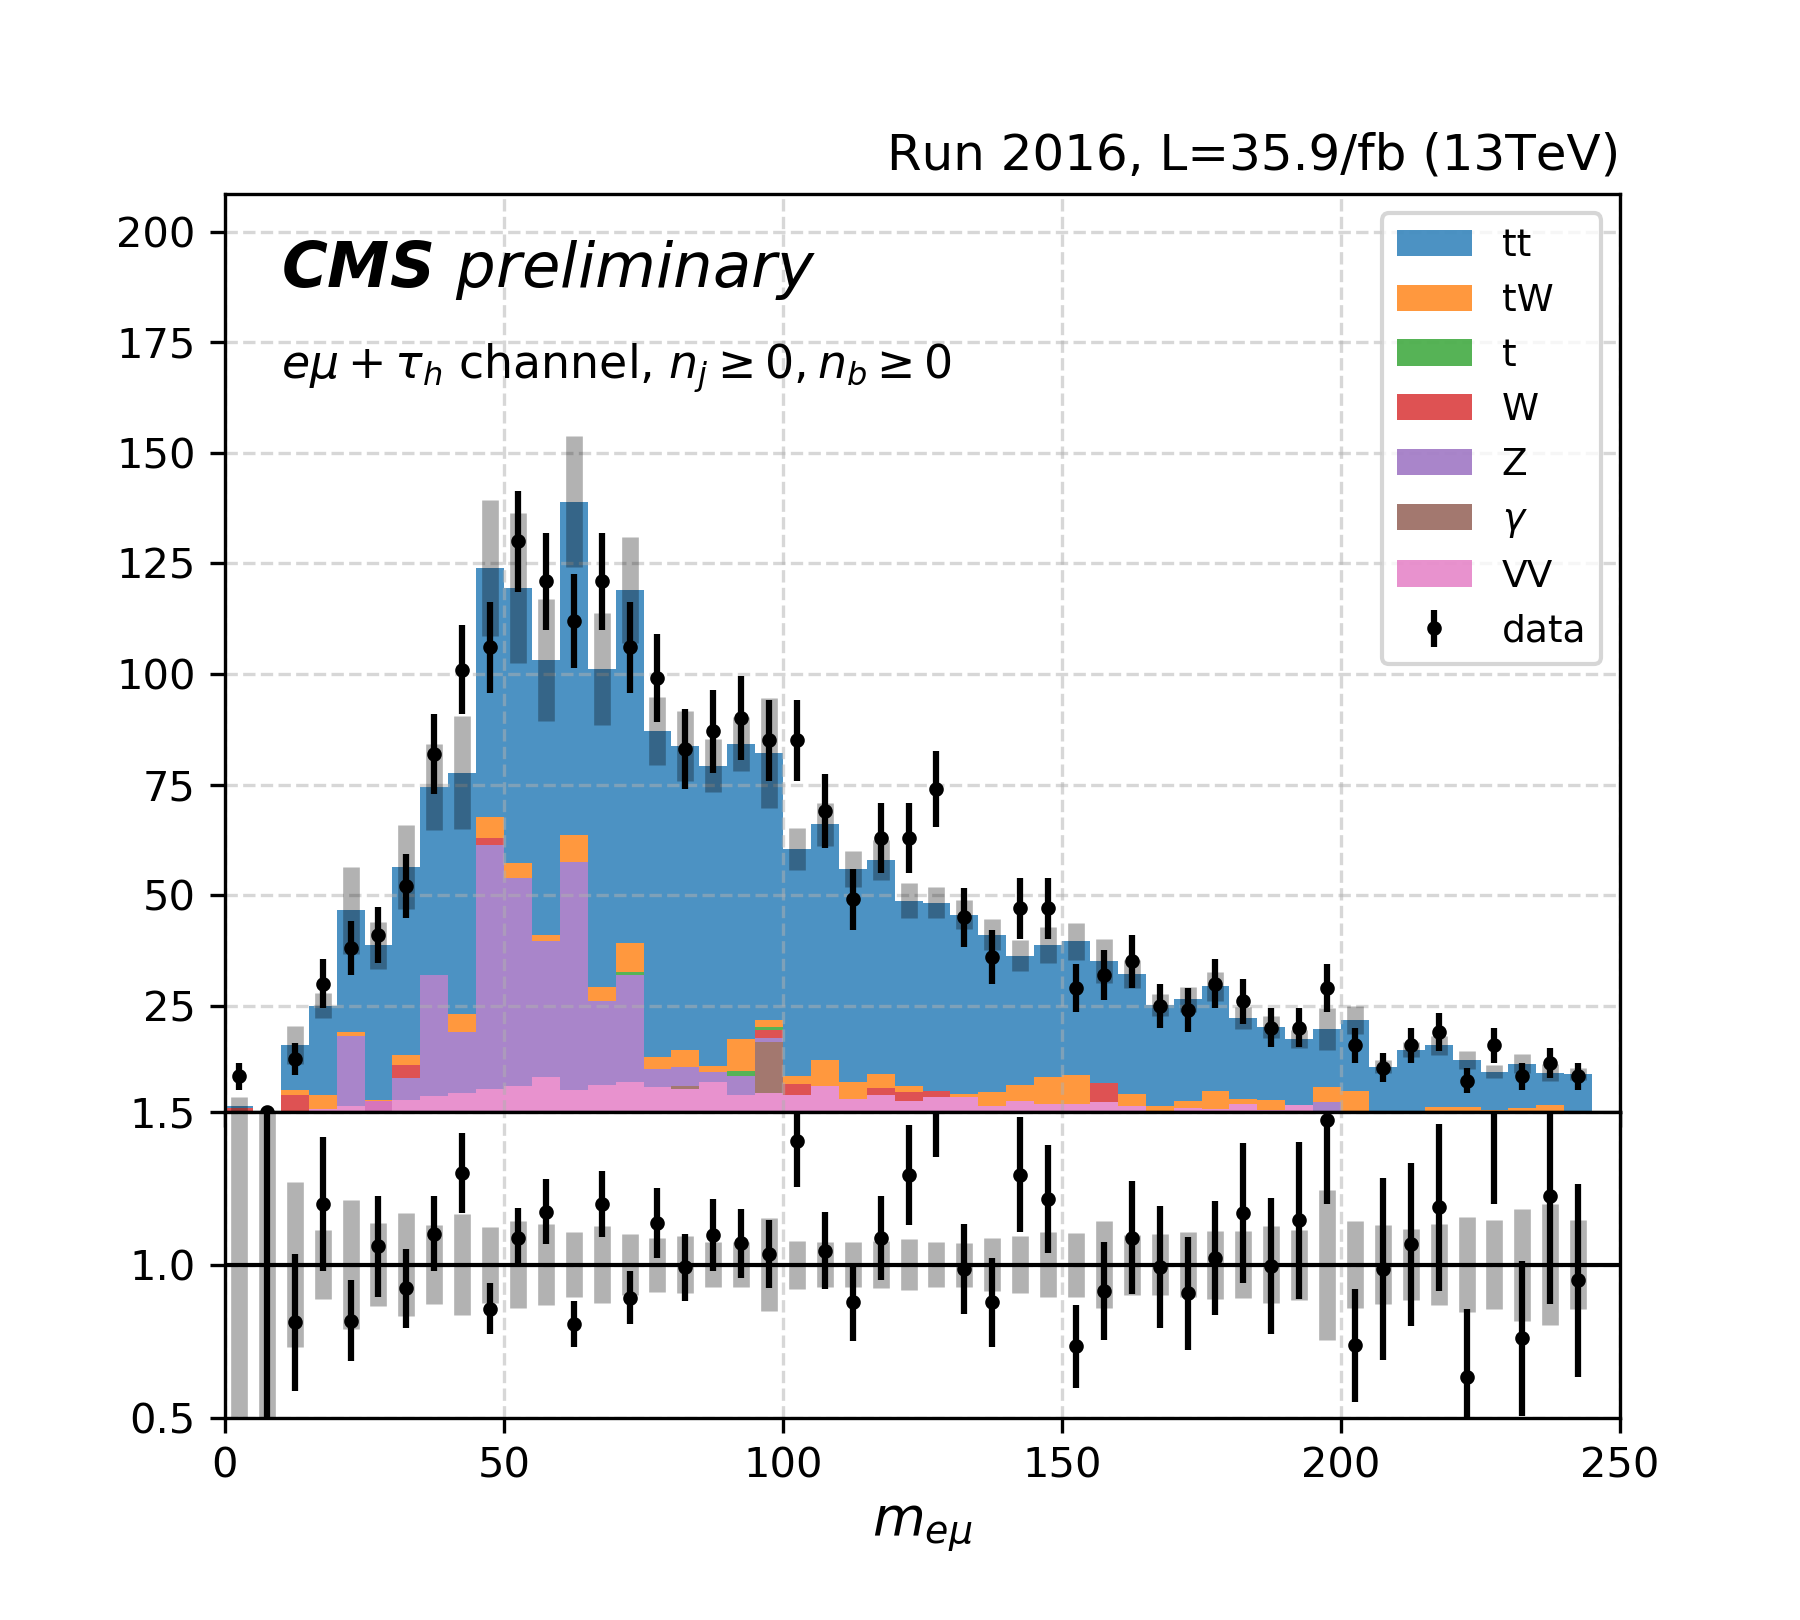 Run 2016, L=35.9/fb (13TeV)
CMS preliminary
eμ + τ_h channel, n_j ≥ 0, n_b ≥ 0
200
175
150
125
100
75
50
25
tt
tW
t
W
Z
γ
VV
data
1.5
1.0
0.5
0 50 100 150 200 250
m_eμ